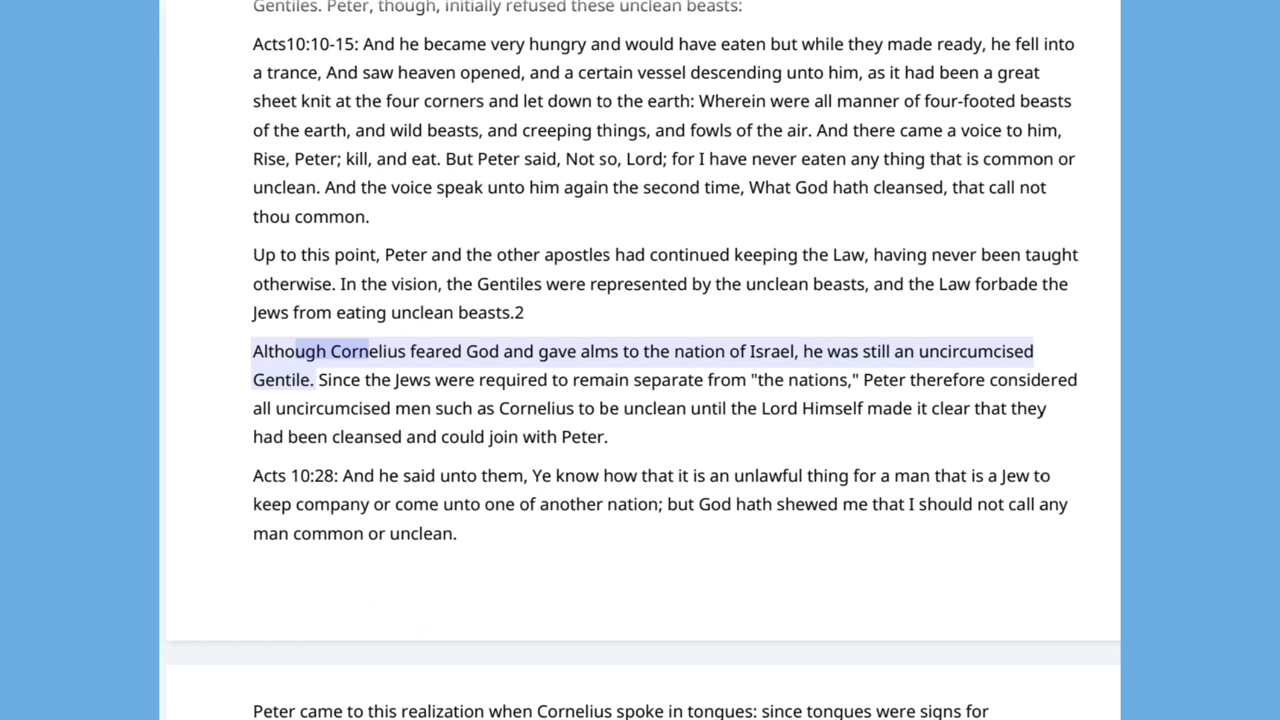 Gentiles. Peter, though, initially refused these unclean beasts:
Acts10:10-15: And he became very hungry and would have eaten but while they made ready, he fell into
a trance, And saw heaven opened, and a certain vessel descending unto him, as it had been a great
sheet knit at the four corners and let down to the earth: Wherein were all manner of four-footed beasts
of the earth, and wild beasts, and creeping things, and fowls of the air. And there came a voice to him,
Rise, Peter; kill, and eat. But Peter said, Not so, Lord; for I have never eaten any thing that is common or
unclean. And the voice speak unto him again the second time, What God hath cleansed, that call not
thou common.
Up to this point, Peter and the other apostles had continued keeping the Law, having never been taught
otherwise. In the vision, the Gentiles were represented by the unclean beasts, and the Law forbade the
Jews from eating unclean beasts.2
Although Cornelius feared God and gave alms to the nation of Israel, he was still an uncircumcised
Gentile. Since the Jews were required to remain separate from "the nations," Peter therefore considered
all uncircumcised men such as Cornelius to be unclean until the Lord Himself made it clear that they
had been cleansed and could join with Peter.
Acts 10:28: And he said unto them, Ye know how that it is an unlawful thing for a man that is a Jew to
keep company or come unto one of another nation; but God hath shewed me that I should not call any
man common or unclean.
Peter came to this realization when Cornelius spoke in tongues: since tongues were signs for